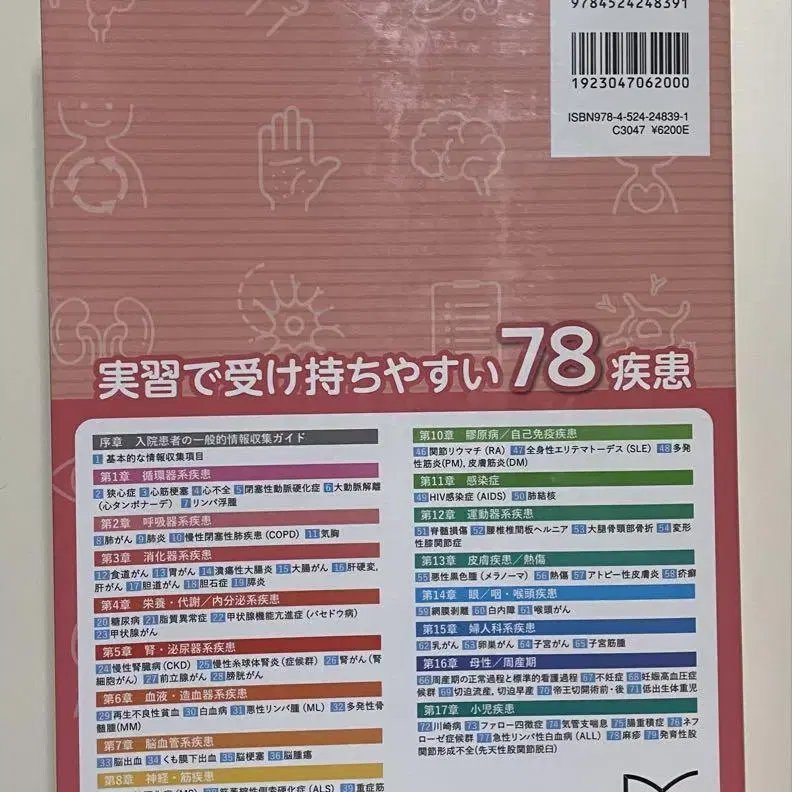 9784524248391
1923047062000
ISBN978-4-524-24839-1
C3047 ¥6200E
実習で受け持ちやすい78疾患
序章 入院患者の一般的情報収集ガイド
1 基本的な情報収集項目
第1章 循環器系疾患
2 狭心症 3 心筋梗塞 4 心不全 5 閉塞性動脈硬化症 6 大動脈解離
(心タンポナーデ) 7 リンパ浮腫
第2章 呼吸器系疾患
8 肺がん 9 肺炎 10 慢性閉塞性肺疾患(COPD) 11 気胸
第3章 消化器系疾患
12 食道がん 13 胃がん 14 潰瘍性大腸炎 15 大腸がん 16 肝硬変,
肝がん 17 胆道がん 18 胆石症 19 膵炎
第4章 栄養・代謝/内分泌系疾患
20 糖尿病 21 脂質異常症 22 甲状腺機能亢進症(バセドウ病)
23 甲状腺がん
第5章 腎・泌尿器系疾患
24 慢性腎臓病(CKD) 25 慢性糸球体腎炎(症候群) 26 腎がん(腎
細胞がん) 27 前立腺がん 28 膀胱がん
第6章 血液・造血器系疾患
29 再生不良性貧血 30 白血病 31 悪性リンパ腫(ML) 32 多発性骨
髄腫(MM)
第7章 脳血管系疾患
33 脳出血 34 くも膜下出血 35 脳梗塞 36 脳腫瘍
第8章 神経・筋疾患
筋萎縮性側索硬化症(ALS) 39 重症筋
第10章 膠原病/自己免疫疾患
46 関節リウマチ(RA) 47 全身性エリテマトーデス(SLE) 48 多発
性筋炎(PM), 皮膚筋炎(DM)
第11章 感染症
49 HIV感染症(AIDS) 50 肺結核
第12章 運動器系疾患
51 脊髄損傷 52 腰椎椎間板ヘルニア 53 大腿骨頸部骨折 54 変形
性膝関節症
第13章 皮膚疾患/熱傷
55 悪性黒色腫(メラノーマ) 56 熱傷 57 アトピー性皮膚炎 58 疥癬
第14章 眼/咽・喉頭疾患
59 網膜剥離 60 白内障 61 喉頭がん
第15章 婦人科系疾患
62 乳がん 63 卵巣がん 64 子宮がん 65 子宮筋腫
第16章 母性/周産期
66 周産期の正常過程と標準的看護過程 67 不妊症 68 妊娠高血圧症
候群 69 切迫流産, 切迫早産 70 帝王切開術前・後 71 低出生体重児
第17章 小児疾患
72 川崎病 73 ファロー四徴症 74 気管支喘息 75 腸重積症 76 ネフ
ローゼ症候群 77 急性リンパ性白血病(ALL) 78 麻疹 79 発育性股
関節形成不全(先天性股関節脱臼)